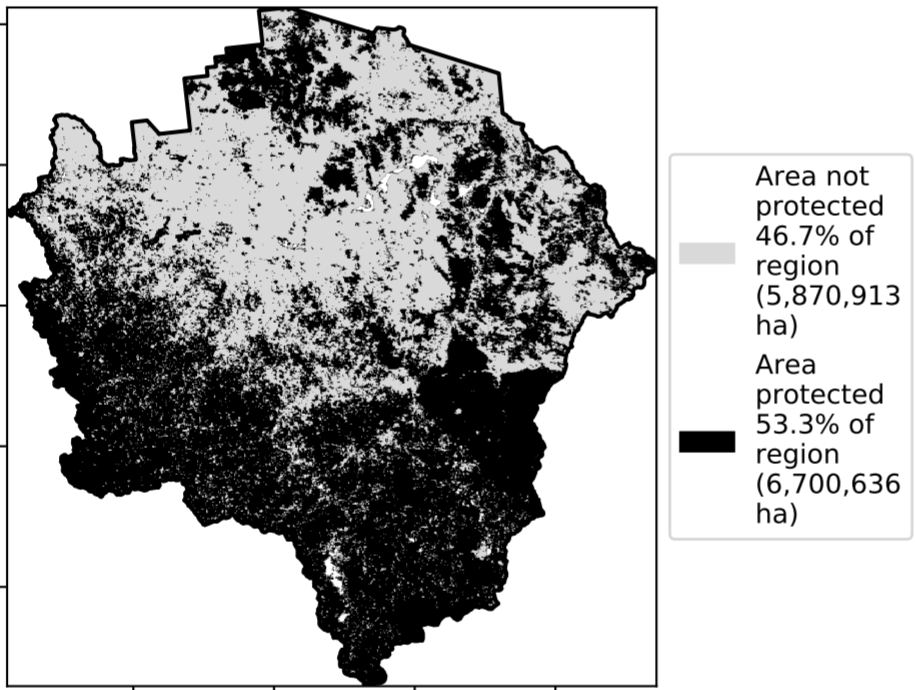 Area not
protected
46.7% of
region
(5,870,913
ha)
Area
protected
53.3% of
region
(6,700,636
ha)